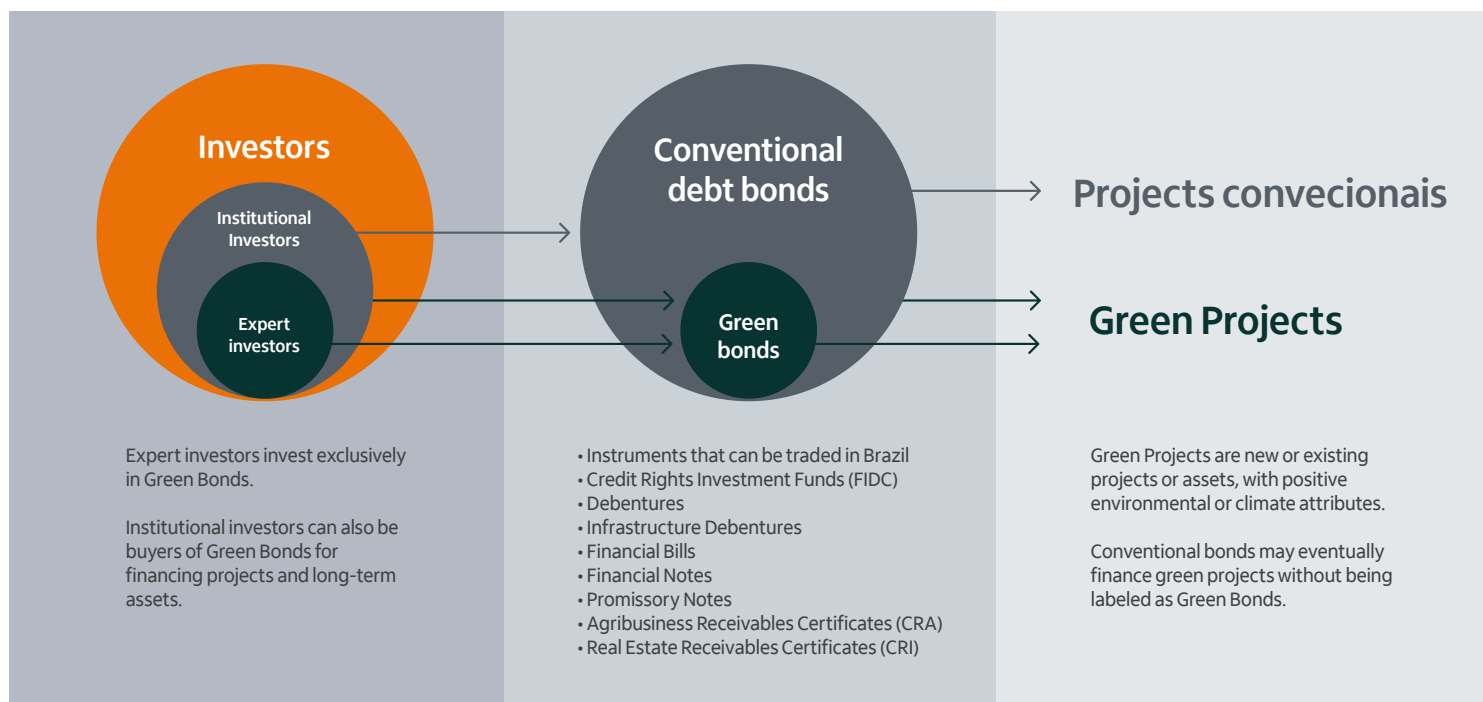 Investors
Institutional
Investors
Expert
investors
Expert investors invest exclusively
in Green Bonds.
Institutional investors can also be
buyers of Green Bonds for
financing projects and long-term
assets.
Conventional
debt bonds
Green
bonds
• Instruments that can be traded in Brazil
• Credit Rights Investment Funds (FIDC)
• Debentures
• Infrastructure Debentures
• Financial Bills
• Financial Notes
• Promissory Notes
• Agribusiness Receivables Certificates (CRA)
• Real Estate Receivables Certificates (CRI)
Projects convecionais
Green Projects
Green Projects are new or existing
projects or assets, with positive
environmental or climate attributes.
Conventional bonds may eventually
finance green projects without being
labeled as Green Bonds.